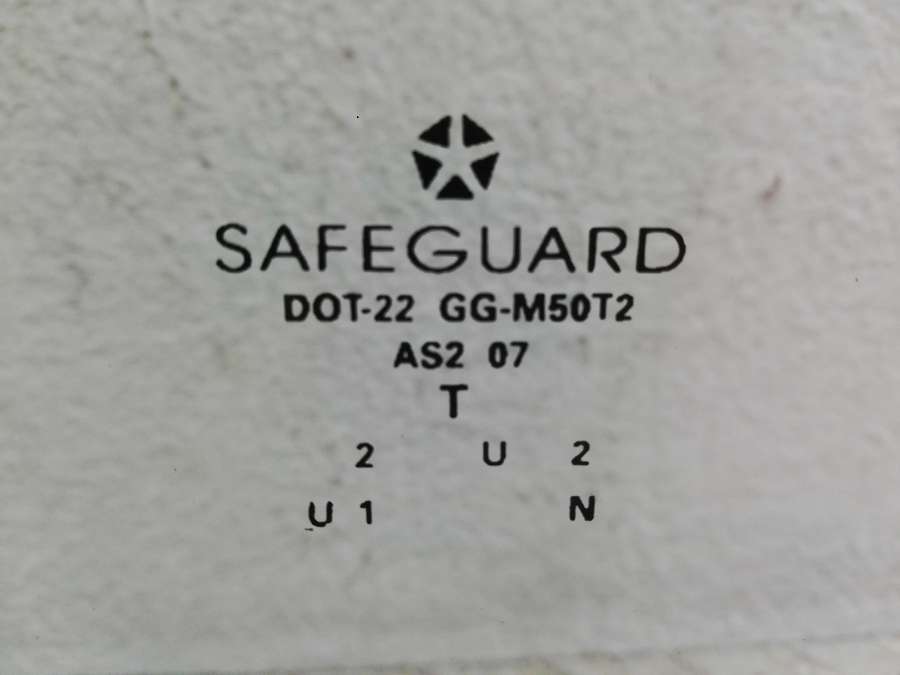 SAFEGUARD
DOT-22 GG-M50T2
AS2 07
T
2 U 2
U 1 N